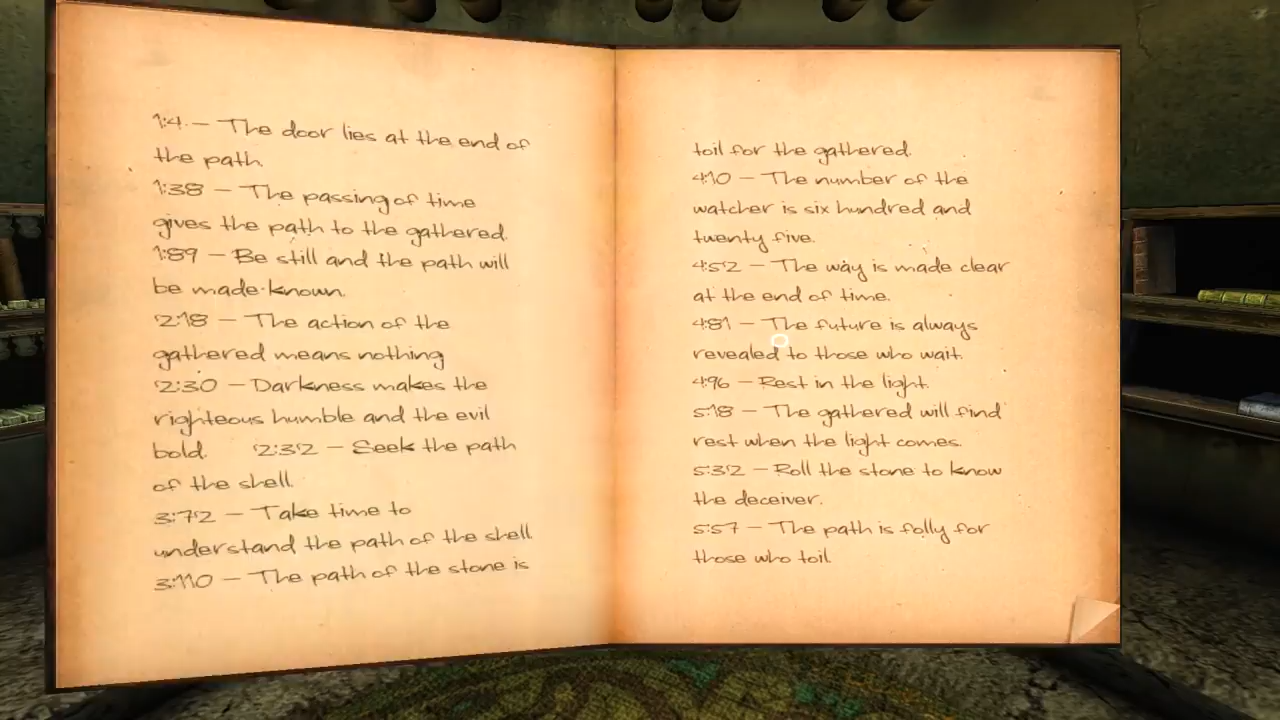 1:4 – The door lies at the end of
the path.
1:38 – The passing of time
gives the path to the gathered.
1:89 – Be still and the path will
be made known.
2:18 – The action of the
gathered means nothing
2:30 – Darkness makes the
righteous humble and the evil
bold. 2:32 – Seek the path
of the shell.
3:72 – Take time to
understand the path of the shell.
3:110 – The path of the stone is
toil for the gathered.
4:10 – The number of the
watcher is six hundred and
twenty five.
4:52 – The way is made clear
at the end of time.
4:81 – The future is always
revealed to those who wait.
4:96 – Rest in the light.
5:18 – The gathered will find
rest when the light comes.
5:32 – Roll the stone to know
the deceiver.
5:57 – The path is folly for
those who toil.